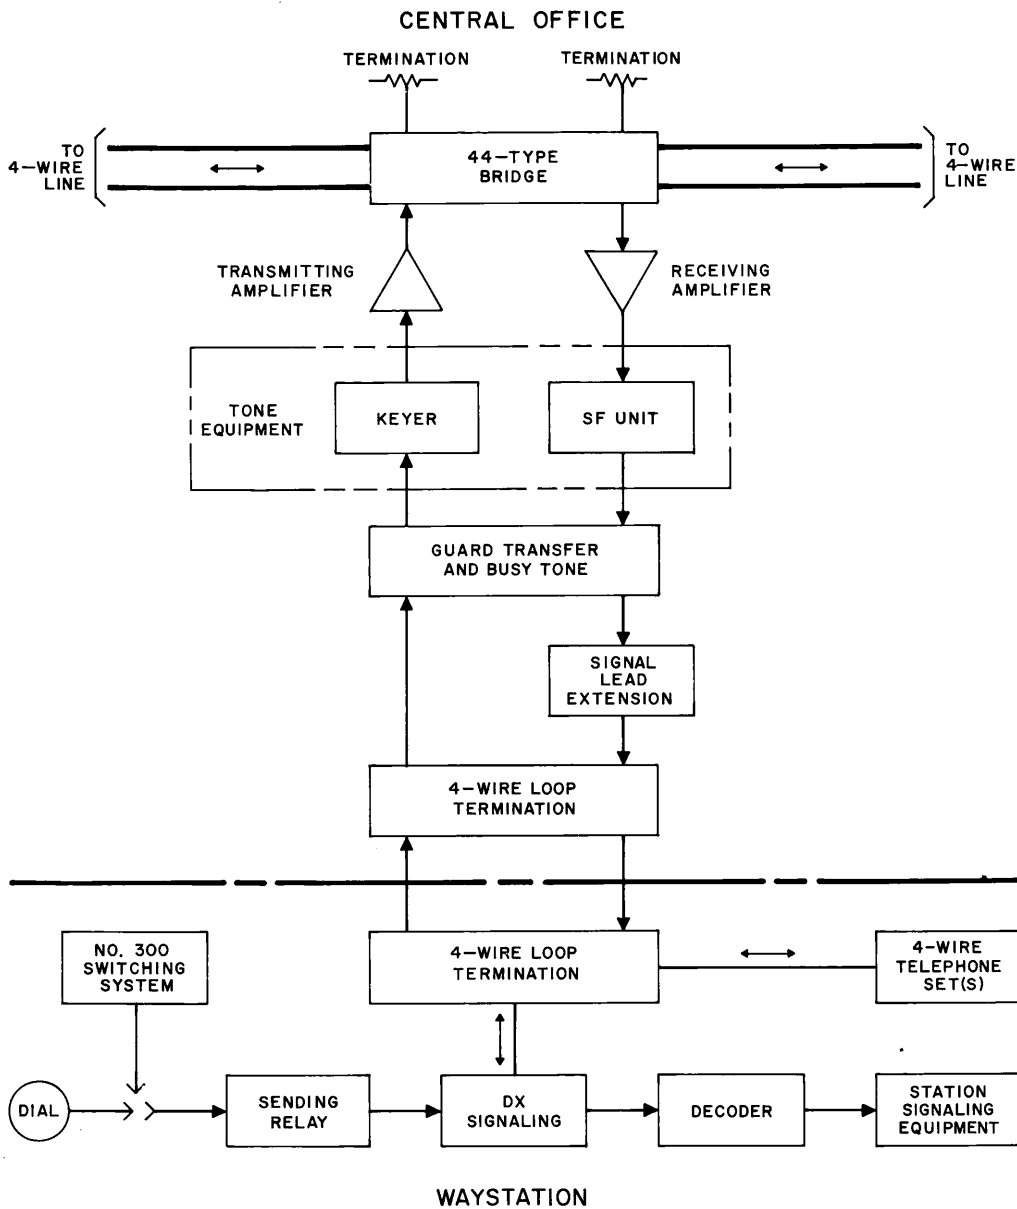 CENTRAL OFFICE
TERMINATION
TERMINATION
TO
4-WIRE
LINE
44-TYPE
BRIDGE
TO
4-WIRE
LINE
TRANSMITTING
AMPLIFIER
RECEIVING
AMPLIFIER
TONE
EQUIPMENT
KEYER
SF UNIT
GUARD TRANSFER
AND BUSY TONE
SIGNAL
LEAD
EXTENSION
4-WIRE LOOP
TERMINATION
NO. 300
SWITCHING
SYSTEM
4-WIRE LOOP
TERMINATION
4-WIRE
TELEPHONE
SET(S)
DIAL
SENDING
RELAY
DX
SIGNALING
DECODER
STATION
SIGNALING
EQUIPMENT
WAYSTATION